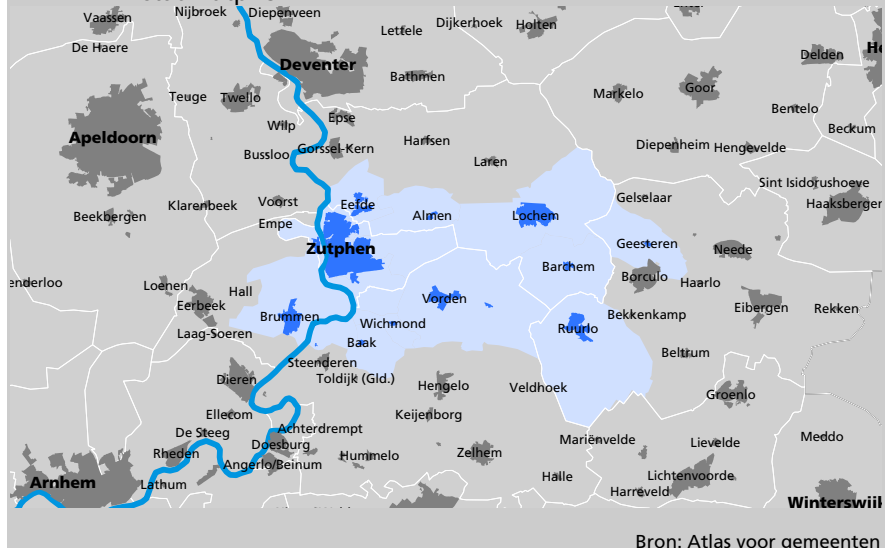 Vaassen
Nijbroek
Diepenveen
Lettele
Dijkerhoek
Holten
De Haere
Deventer
Delden
Bathmen
Teuge
Twello
Markelo
Goor
Bentelo
Apeldoorn
Wilp
Epse
Beckum
Bussloo
Gorssel-Kern
Harfsen
Diepenheim
Hengevelde
Laren
Sint Isidorushoeve
Klarenbeek
Voorst
Eefde
Gelselaar
Haaksbergen
Beekbergen
Empe
Almen
Lochem
Zutphen
Geesteren
Neede
Barchem
Borculo
Haarlo
enderloo
Loenen
Hall
Eerbeek
Vorden
Brummen
Wichmond
Bekkenkamp
Eibergen
Rekken
Laag-Soeren
Baak
Ruurlo
Beltrum
Steenderen
Dieren
Toldijk (Gld.)
Hengelo
Veldhoek
Groenlo
Ellecom
Keijenborg
De Steeg
Achterdrempt
Mariënvelde
Lievelde
Meddo
Rheden
Doesburg
Angerlo/Beinum
Hummelo
Zelhem
Arnhem
Lathum
Halle
Lichtenvoorde
Harreveld
Winterswijk
Bron: Atlas voor gemeenten